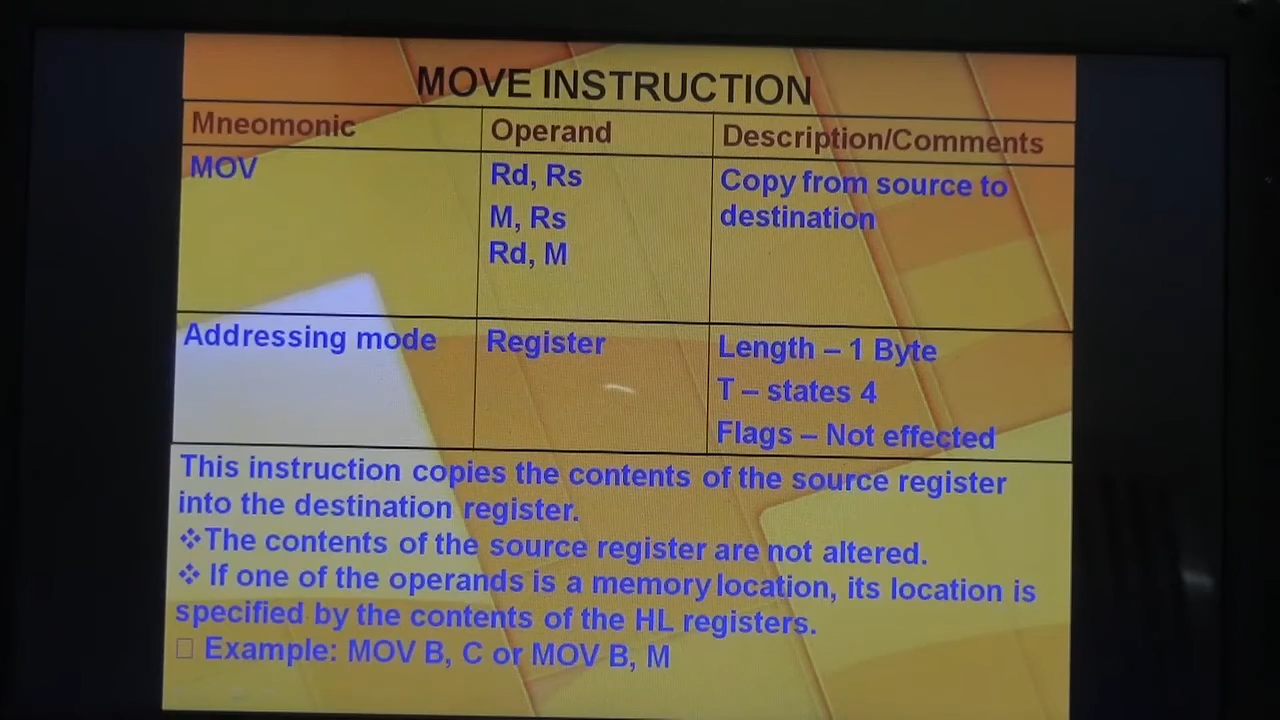 MOVE INSTRUCTION
Mneomonic Operand Description/Comments
MOV Rd, Rs Copy from source to
M, Rs destination
Rd, M
Addressing mode Register Length – 1 Byte
T – states 4
Flags – Not effected
This instruction copies the contents of the source register
into the destination register.
❖The contents of the source register are not altered.
❖ If one of the operands is a memory location, its location is
specified by the contents of the HL registers.
□ Example: MOV B, C or MOV B, M